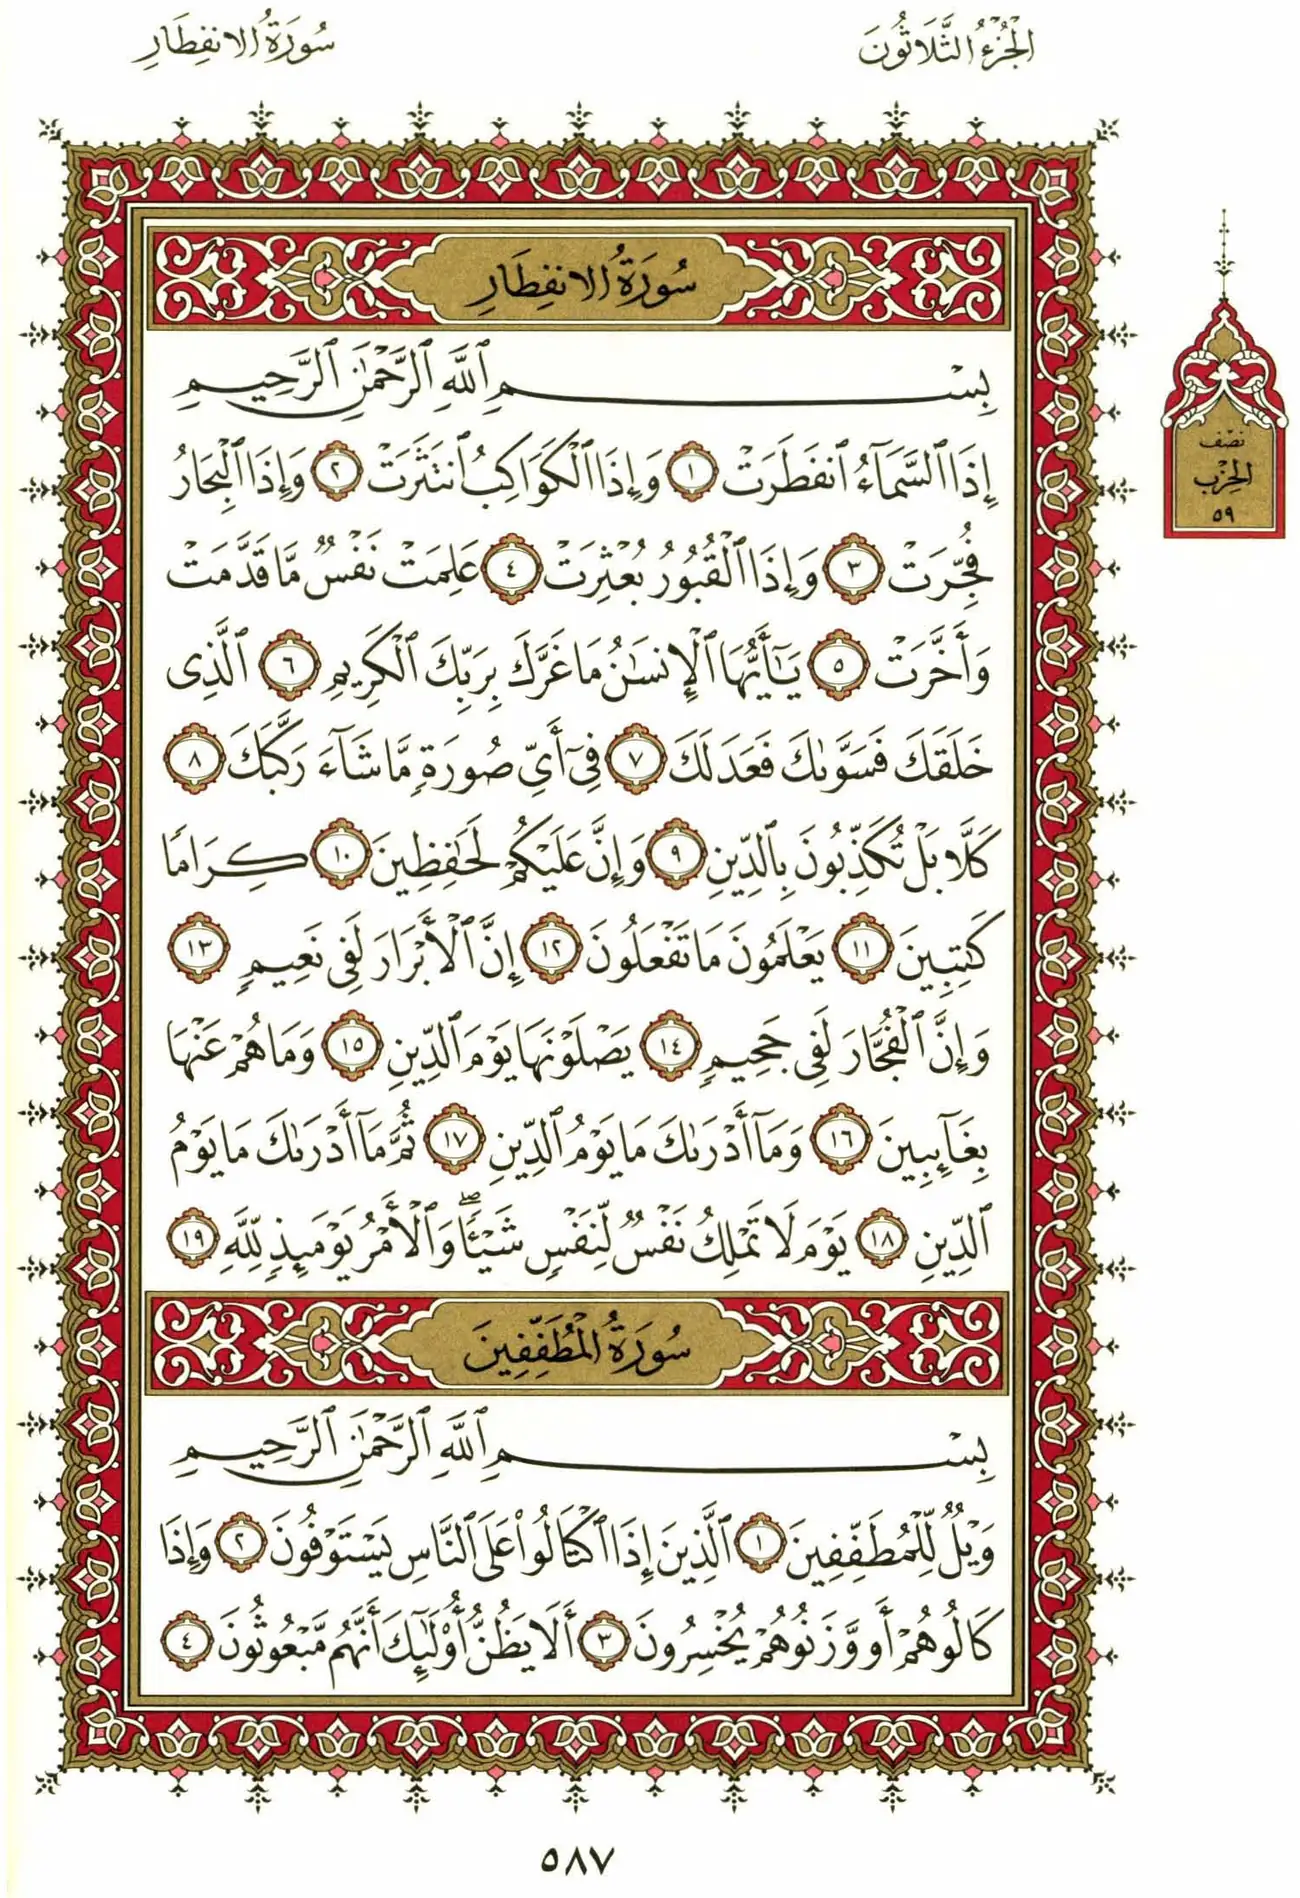 الجُزْءُ الثَّلَاثُونَ
سُورَةُ الانفِطَارِ
سُورَةُ الانفِطَارِ
بِسْمِ ٱللَّهِ ٱلرَّحْمَٰنِ ٱلرَّحِيمِ
إِذَا ٱلسَّمَآءُ ٱنفَطَرَتْ ١ وَإِذَا ٱلْكَوَاكِبُ ٱنتَثَرَتْ ٢ وَإِذَا ٱلْبِحَارُ
فُجِّرَتْ ٣ وَإِذَا ٱلْقُبُورُ بُعْثِرَتْ ٤ عَلِمَتْ نَفْسٌ مَّا قَدَّمَتْ
وَأَخَّرَتْ ٥ يَـٰٓأَيُّهَا ٱلْإِنسَـٰنُ مَا غَرَّكَ بِرَبِّكَ ٱلْكَرِيمِ ٦ ٱلَّذِى
خَلَقَكَ فَسَوَّىٰكَ فَعَدَلَكَ ٧ فِىٓ أَىِّ صُورَةٍ مَّا شَآءَ رَكَّبَكَ ٨
كَلَّا بَلْ تُكَذِّبُونَ بِٱلدِّينِ ٩ وَإِنَّ عَلَيْكُمْ لَحَـٰفِظِينَ ١٠ كِرَامًا
كَـٰتِبِينَ ١١ يَعْلَمُونَ مَا تَفْعَلُونَ ١٢ إِنَّ ٱلْأَبْرَارَ لَفِى نَعِيمٍ ١٣
وَإِنَّ ٱلْفُجَّارَ لَفِى جَحِيمٍ ١٤ يَصْلَوْنَهَا يَوْمَ ٱلدِّينِ ١٥ وَمَا هُمْ عَنْهَا
بِغَآئِبِينَ ١٦ وَمَآ أَدْرَىٰكَ مَا يَوْمُ ٱلدِّينِ ١٧ ثُمَّ مَآ أَدْرَىٰكَ مَا يَوْمُ
ٱلدِّينِ ١٨ يَوْمَ لَا تَمْلِكُ نَفْسٌ لِّنَفْسٍ شَيْـًٔا ۖ وَٱلْأَمْرُ يَوْمَئِذٍ لِّلَّهِ ١٩
سُورَةُ المُطَفِّفِينَ
بِسْمِ ٱللَّهِ ٱلرَّحْمَٰنِ ٱلرَّحِيمِ
وَيْلٌ لِّلْمُطَفِّفِينَ ١ ٱلَّذِينَ إِذَا ٱكْتَالُوا۟ عَلَى ٱلنَّاسِ يَسْتَوْفُونَ ٢ وَإِذَا
كَالُوهُمْ أَو وَّزَنُوهُمْ يُخْسِرُونَ ٣ أَلَا يَظُنُّ أُو۟لَـٰٓئِكَ أَنَّهُم مَّبْعُوثُونَ ٤
نصْف
الحِزْب
٥٩
٥٨٧